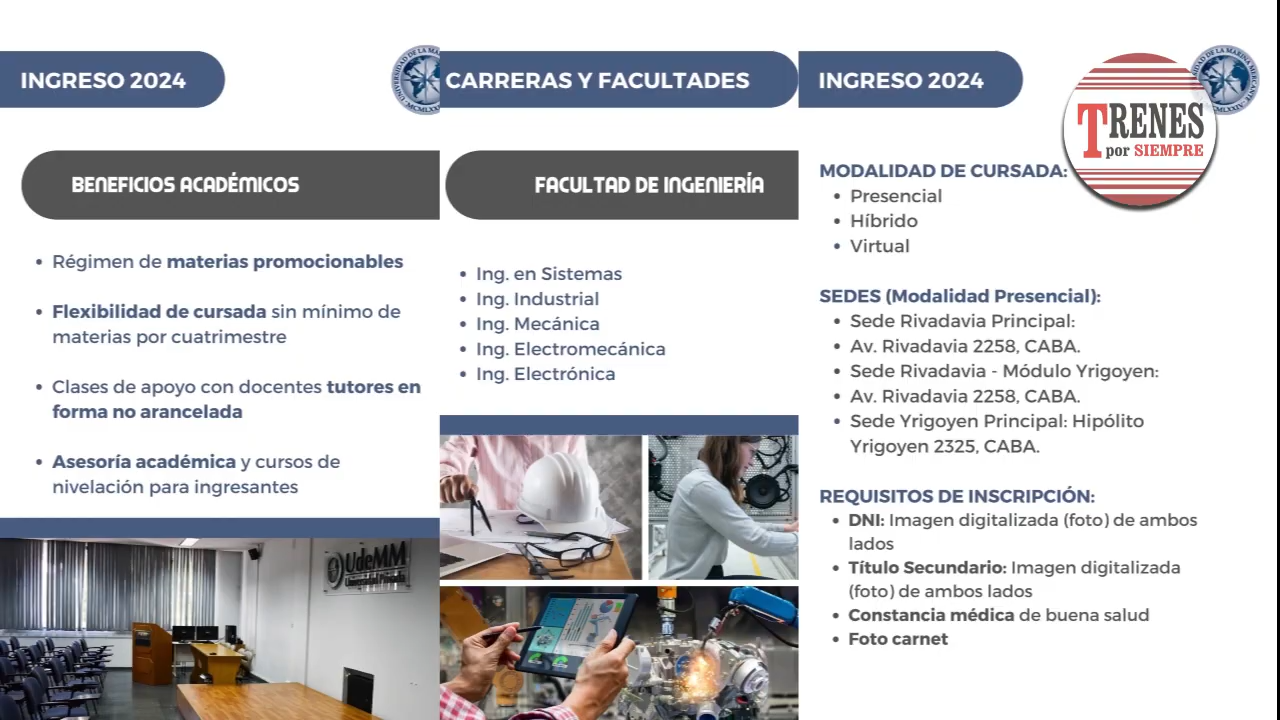 INGRESO 2024
BENEFICIOS ACADÉMICOS
• Régimen de materias promocionables
• Flexibilidad de cursada sin mínimo de
materias por cuatrimestre
• Clases de apoyo con docentes tutores en
forma no arancelada
• Asesoría académica y cursos de
nivelación para ingresantes
UdeMM
CARRERAS Y FACULTADES
FACULTAD DE INGENIERÍA
• Ing. en Sistemas
• Ing. Industrial
• Ing. Mecánica
• Ing. Electromecánica
• Ing. Electrónica
INGRESO 2024
TRENES
por SIEMPRE
MODALIDAD DE CURSADA:
• Presencial
• Híbrido
• Virtual
SEDES (Modalidad Presencial):
• Sede Rivadavia Principal:
• Av. Rivadavia 2258, CABA.
• Sede Rivadavia - Módulo Yrigoyen:
• Av. Rivadavia 2258, CABA.
• Sede Yrigoyen Principal: Hipólito
Yrigoyen 2325, CABA.
REQUISITOS DE INSCRIPCIÓN:
• DNI: Imagen digitalizada (foto) de ambos
lados
• Título Secundario: Imagen digitalizada
(foto) de ambos lados
• Constancia médica de buena salud
• Foto carnet